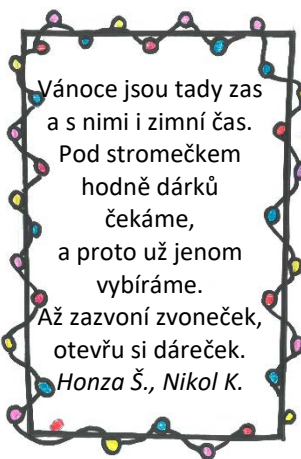 Vánoce jsou tady zas
a s nimi i zimní čas.
Pod stromečkem
hodně dárků
čekáme,
a proto už jenom
vybíráme.
Až zazvoní zvoneček,
otevřu si dáreček.
Honza Š., Nikol K.